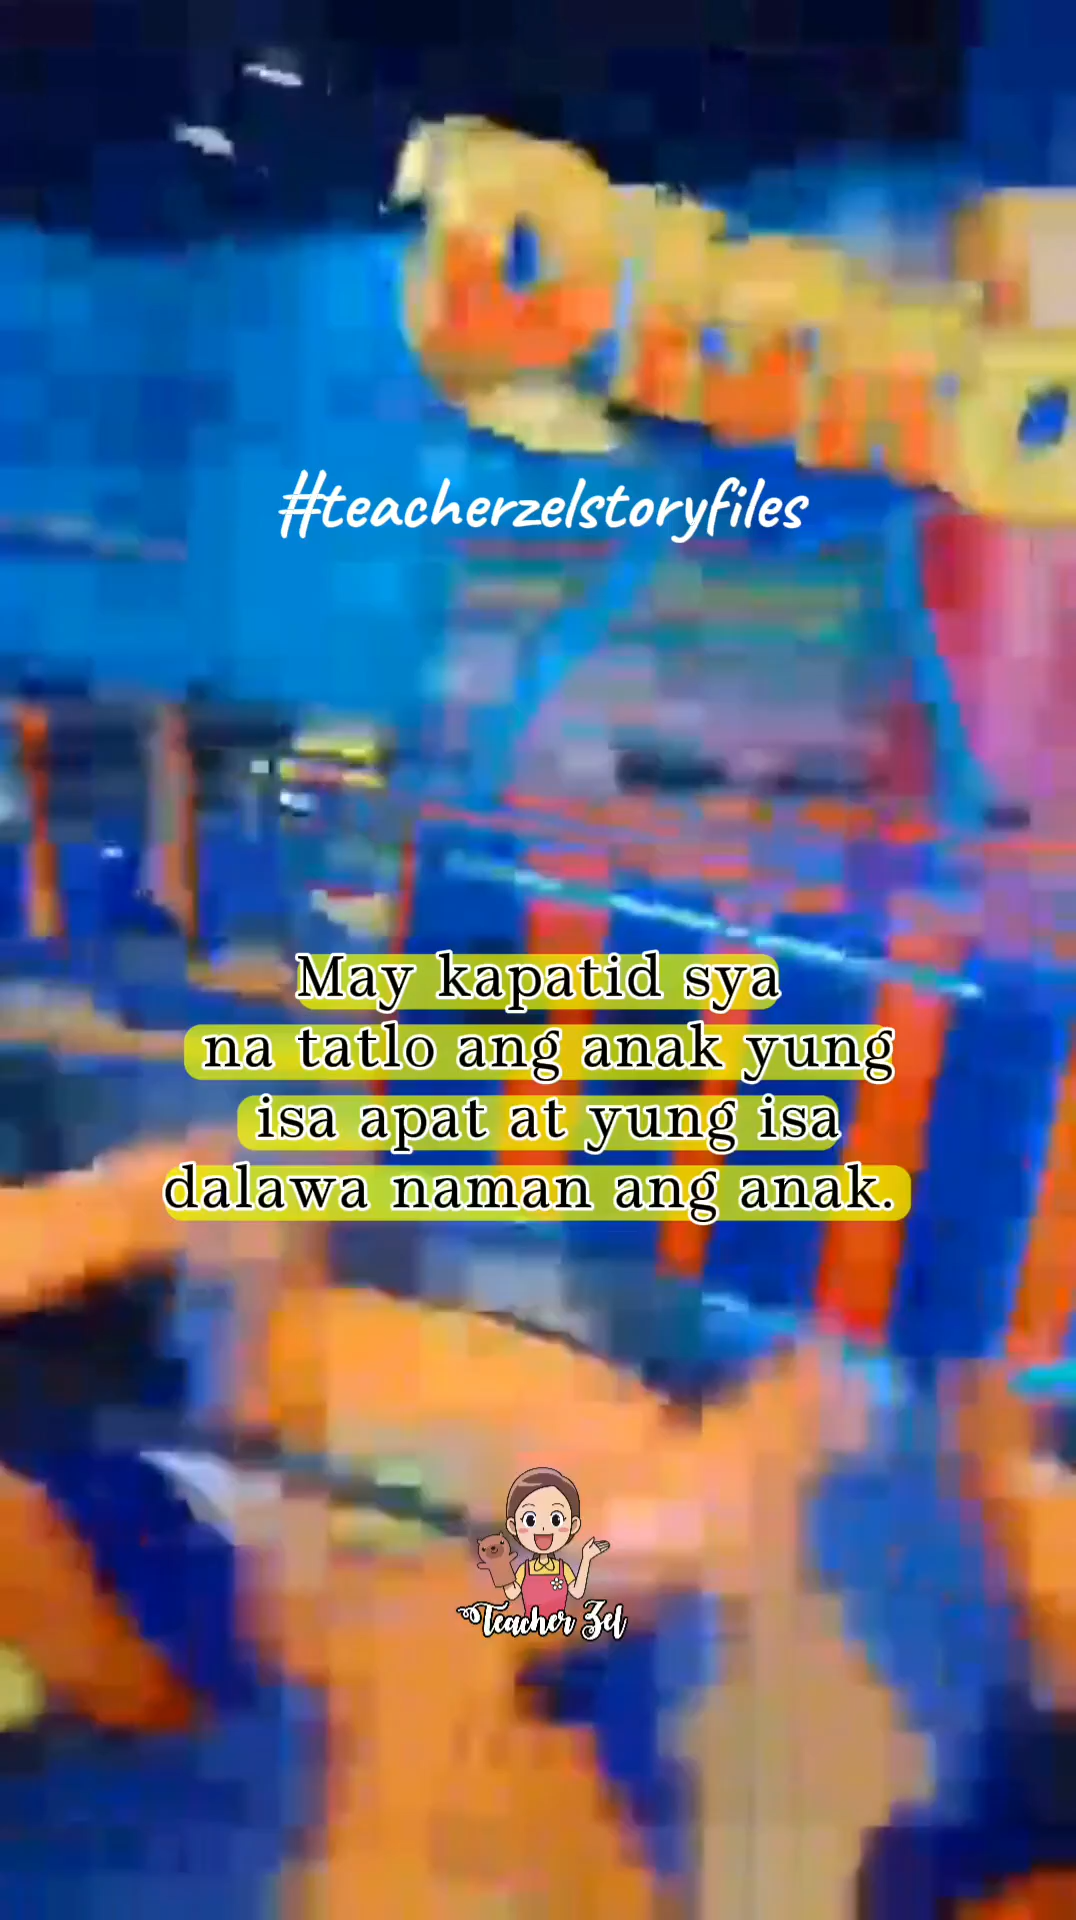 #teacherzelstoryfiles
May kapatid sya
na tatlo ang anak yung
isa apat at yung isa
dalawa naman ang anak.
Teacher Zel